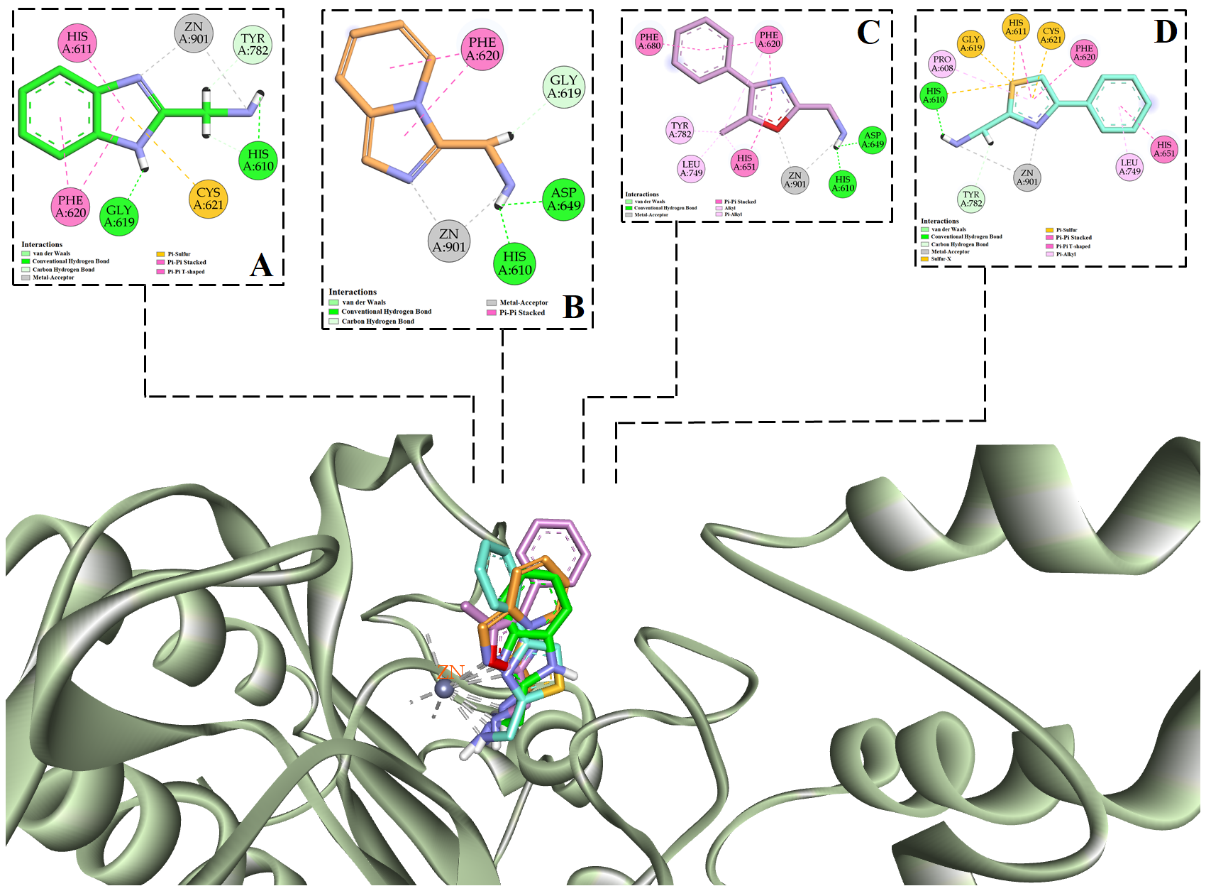 HIS
A:611
ZN
A:901
TYR
A:782
HIS
A:610
CYS
A:621
GLY
A:619
PHE
A:620
Interactions
van der Waals
Conventional Hydrogen Bond
Carbon Hydrogen Bond
Metal-Acceptor
Pi-Sulfur
Pi-Pi Stacked
Pi-Pi T-shaped
A
PHE
A:620
GLY
A:619
ASP
A:649
HIS
A:610
ZN
A:901
Interactions
van der Waals
Conventional Hydrogen Bond
Carbon Hydrogen Bond
Metal-Acceptor
Pi-Pi Stacked
B
PHE
A:680
PHE
A:620
TYR
A:782
LEU
A:749
HIS
A:651
ZN
A:901
HIS
A:610
ASP
A:649
Interactions
van der Waals
Conventional Hydrogen Bond
Metal-Acceptor
Pi-Pi Stacked
Alkyl
Pi-Alkyl
C
GLY
A:619
HIS
A:611
CYS
A:621
PHE
A:620
PRO
A:608
HIS
A:610
TYR
A:782
ZN
A:901
LEU
A:749
HIS
A:651
Interactions
van der Waals
Conventional Hydrogen Bond
Carbon Hydrogen Bond
Metal-Acceptor
Sulfur-X
Pi-Sulfur
Pi-Pi Stacked
Pi-Pi T-shaped
Pi-Alkyl
D
ZN